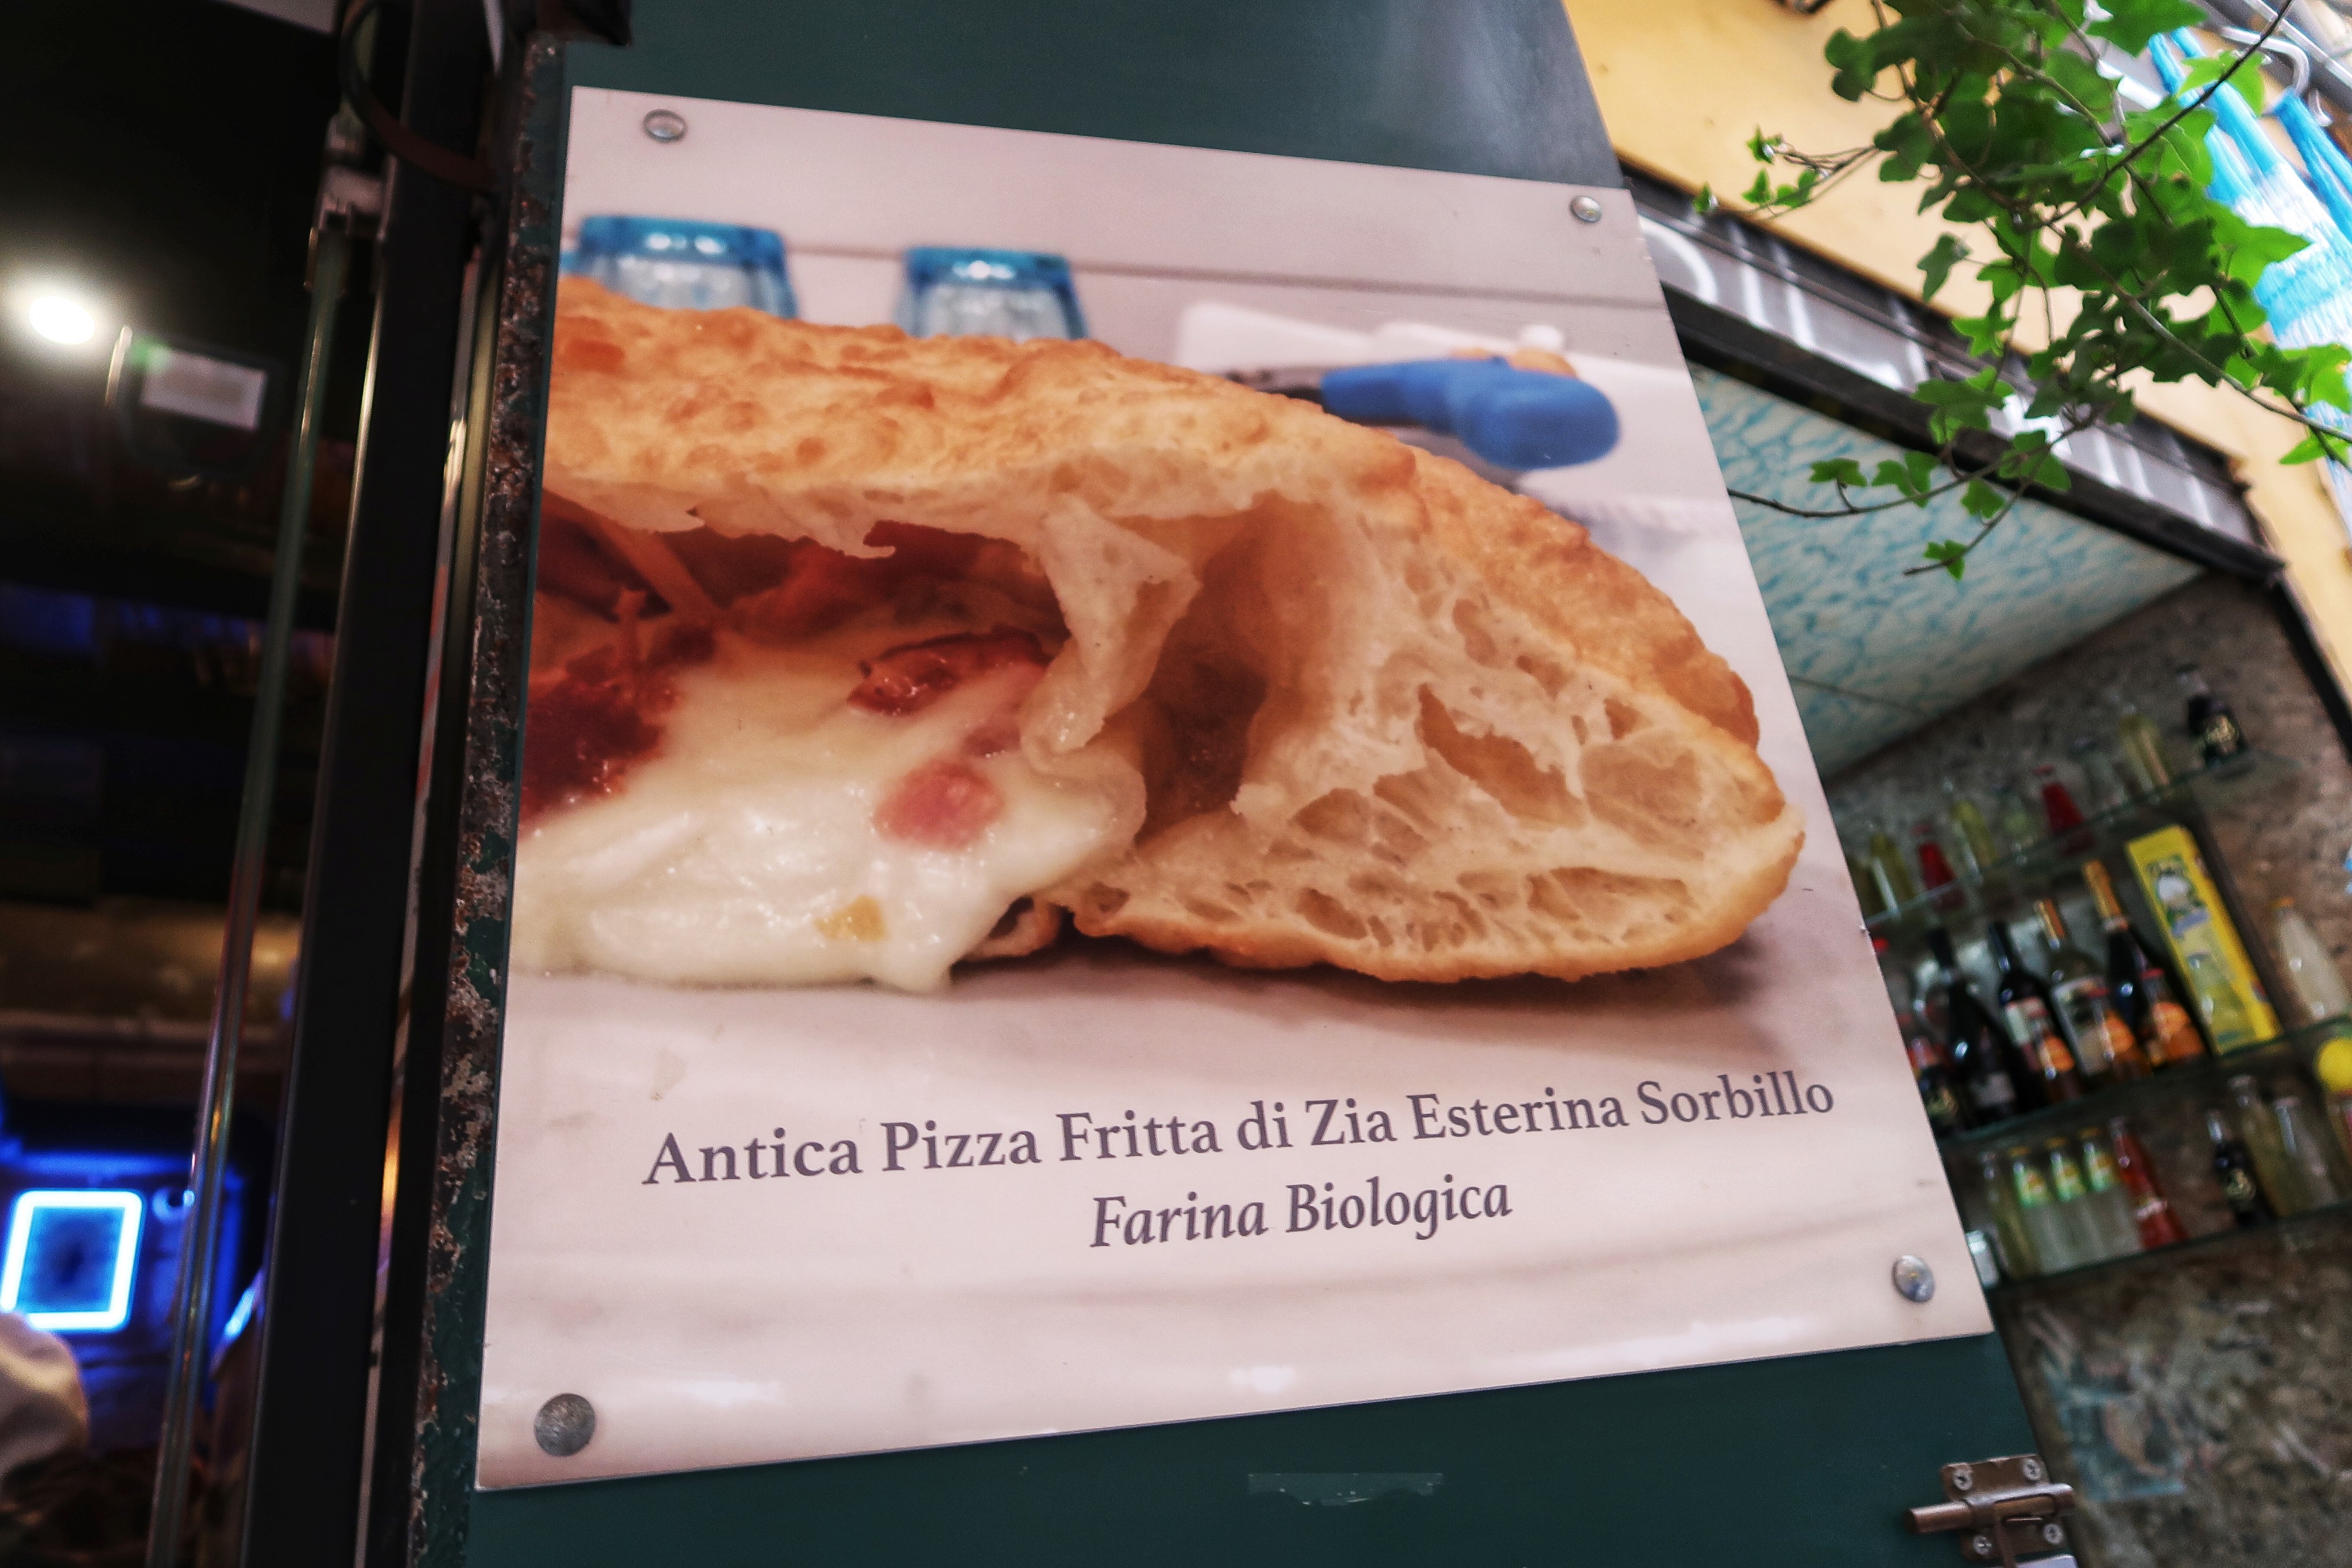 Antica Pizza Fritta di Zia Esterina Sorbillo
Farina Biologica